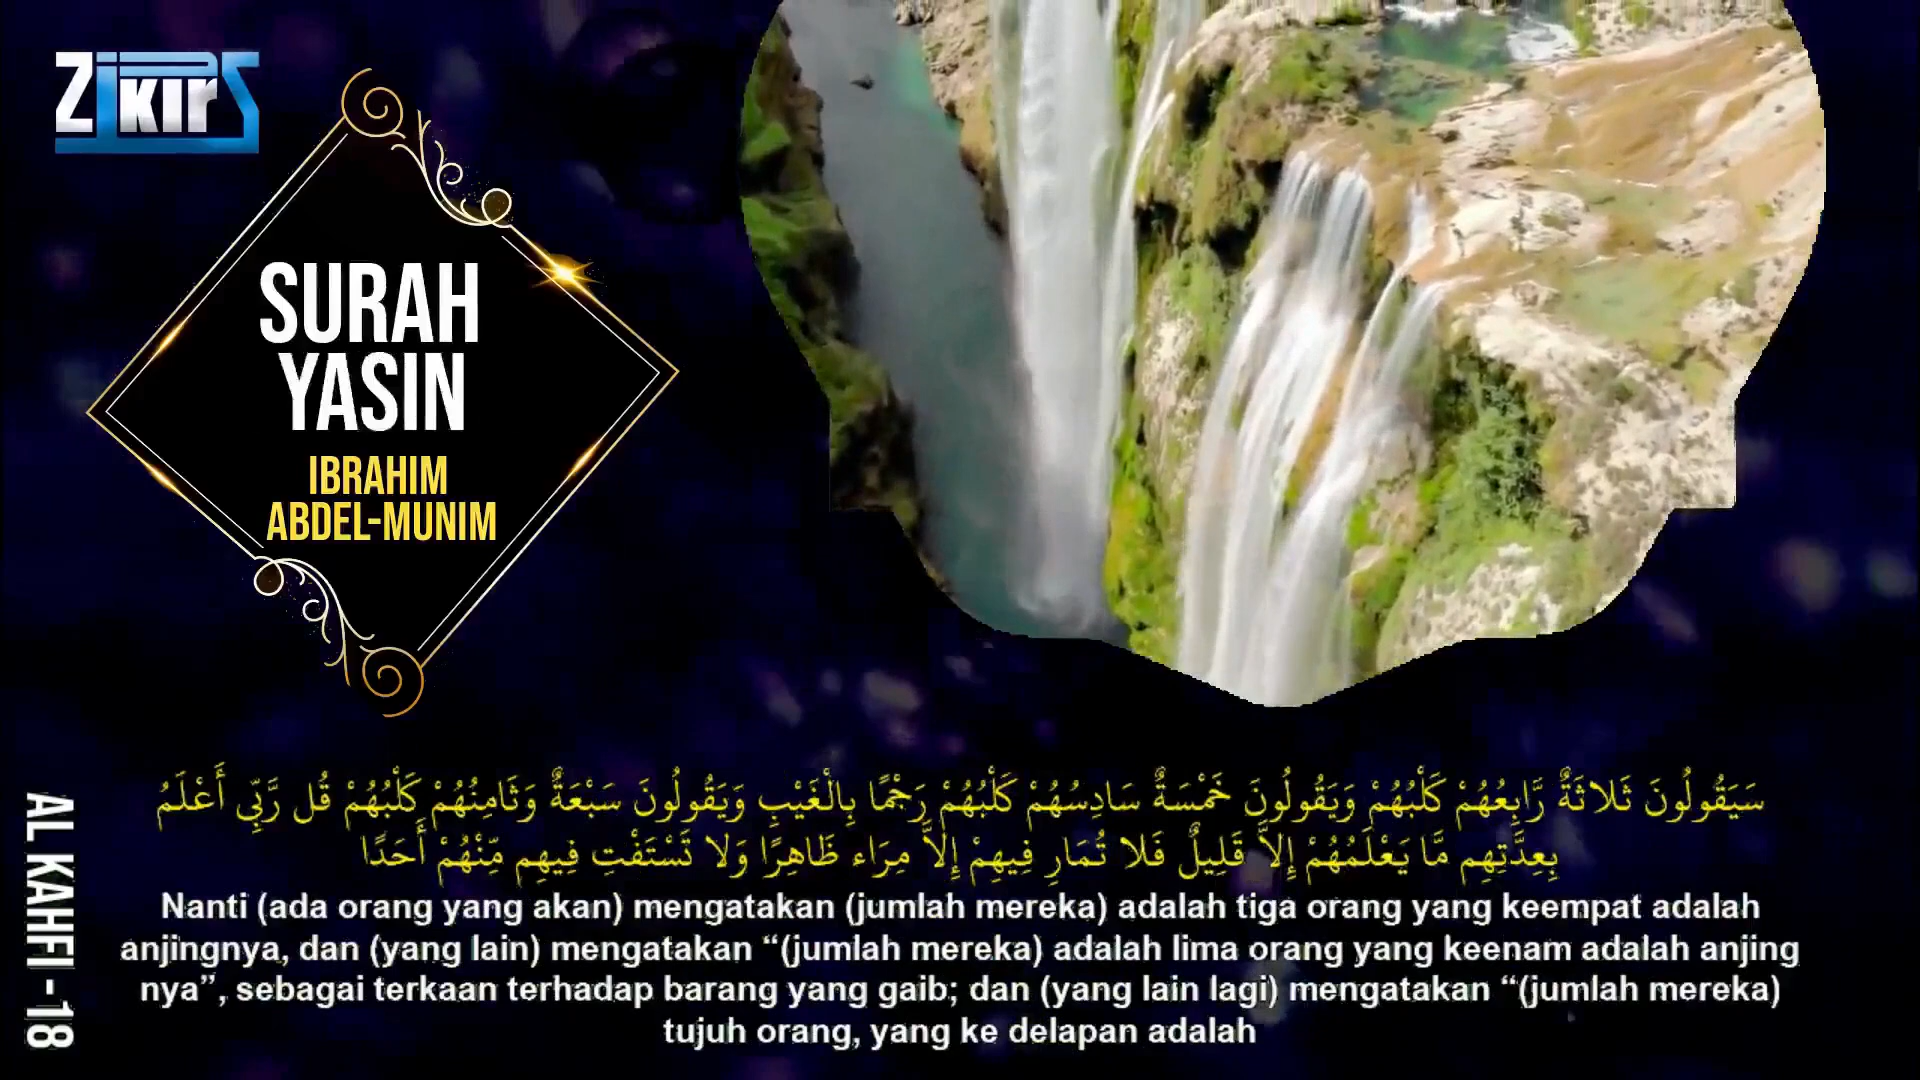 ZikirS
SURAH
YASIN
IBRAHIM
ABDEL-MUNIM
AL KAHFI - 18
سَيَقُولُونَ ثَلاثَةٌ رَّابِعُهُمْ كَلْبُهُمْ وَيَقُولُونَ خَمْسَةٌ سَادِسُهُمْ كَلْبُهُمْ رَجْمًا بِالْغَيْبِ وَيَقُولُونَ سَبْعَةٌ وَثَامِنُهُمْ كَلْبُهُمْ قُل رَّبِّي أَعْلَمُ
بِعِدَّتِهِم مَّا يَعْلَمُهُمْ إِلاَّ قَلِيلٌ فَلا تُمَارِ فِيهِمْ إِلاَّ مِرَاء ظَاهِرًا وَلا تَسْتَفْتِ فِيهِم مِّنْهُمْ أَحَدًا
Nanti (ada orang yang akan) mengatakan (jumlah mereka) adalah tiga orang yang keempat adalah
anjingnya, dan (yang lain) mengatakan “(jumlah mereka) adalah lima orang yang keenam adalah anjing
nya”, sebagai terkaan terhadap barang yang gaib; dan (yang lain lagi) mengatakan “(jumlah mereka)
tujuh orang, yang ke delapan adalah